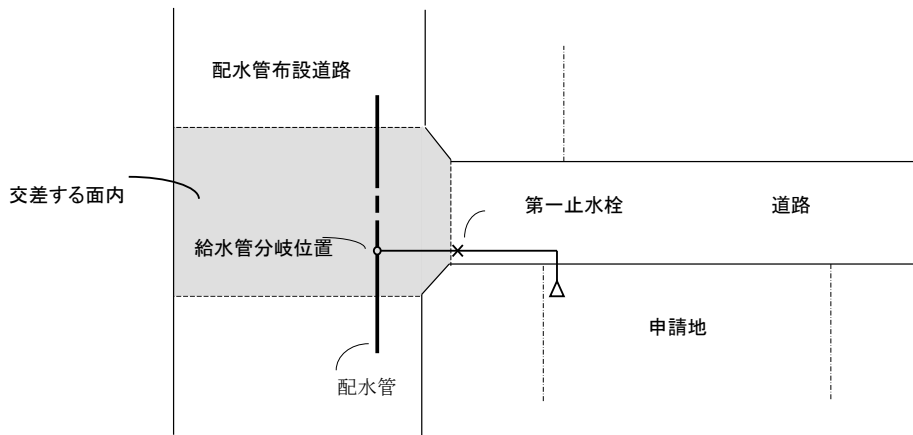 配水管布設道路
交差する面内
第一止水栓
道路
給水管分岐位置
申請地
配水管